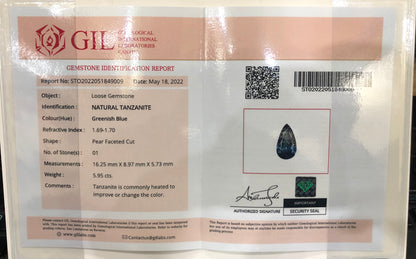 GIL
GEMOLOGICAL
INTERNATIONAL
LABORATORIES
CANADA
GEMSTONE IDENTIFICATION REPORT
Report No: STO2022051849009 Date: May 18, 2022
Object: Loose Gemstone
Identification: NATURAL TANZANITE
Colour(Hue): Greenish Blue
Refractive Index: 1.69-1.70
Shape: Pear Faceted Cut
No. of Stone(s): 01
Measurements: 16.25 mm X 8.97 mm X 5.73 mm
Weight: 5.95 cts.
Comments: Tanzanite is commonly heated to
improve or change the color.
www.gilabs.com
Contactus@gilabs.com
STO2022051849009
AUTHORIZED SIGNATURE
IMPORTANT
SECURITY SEAL